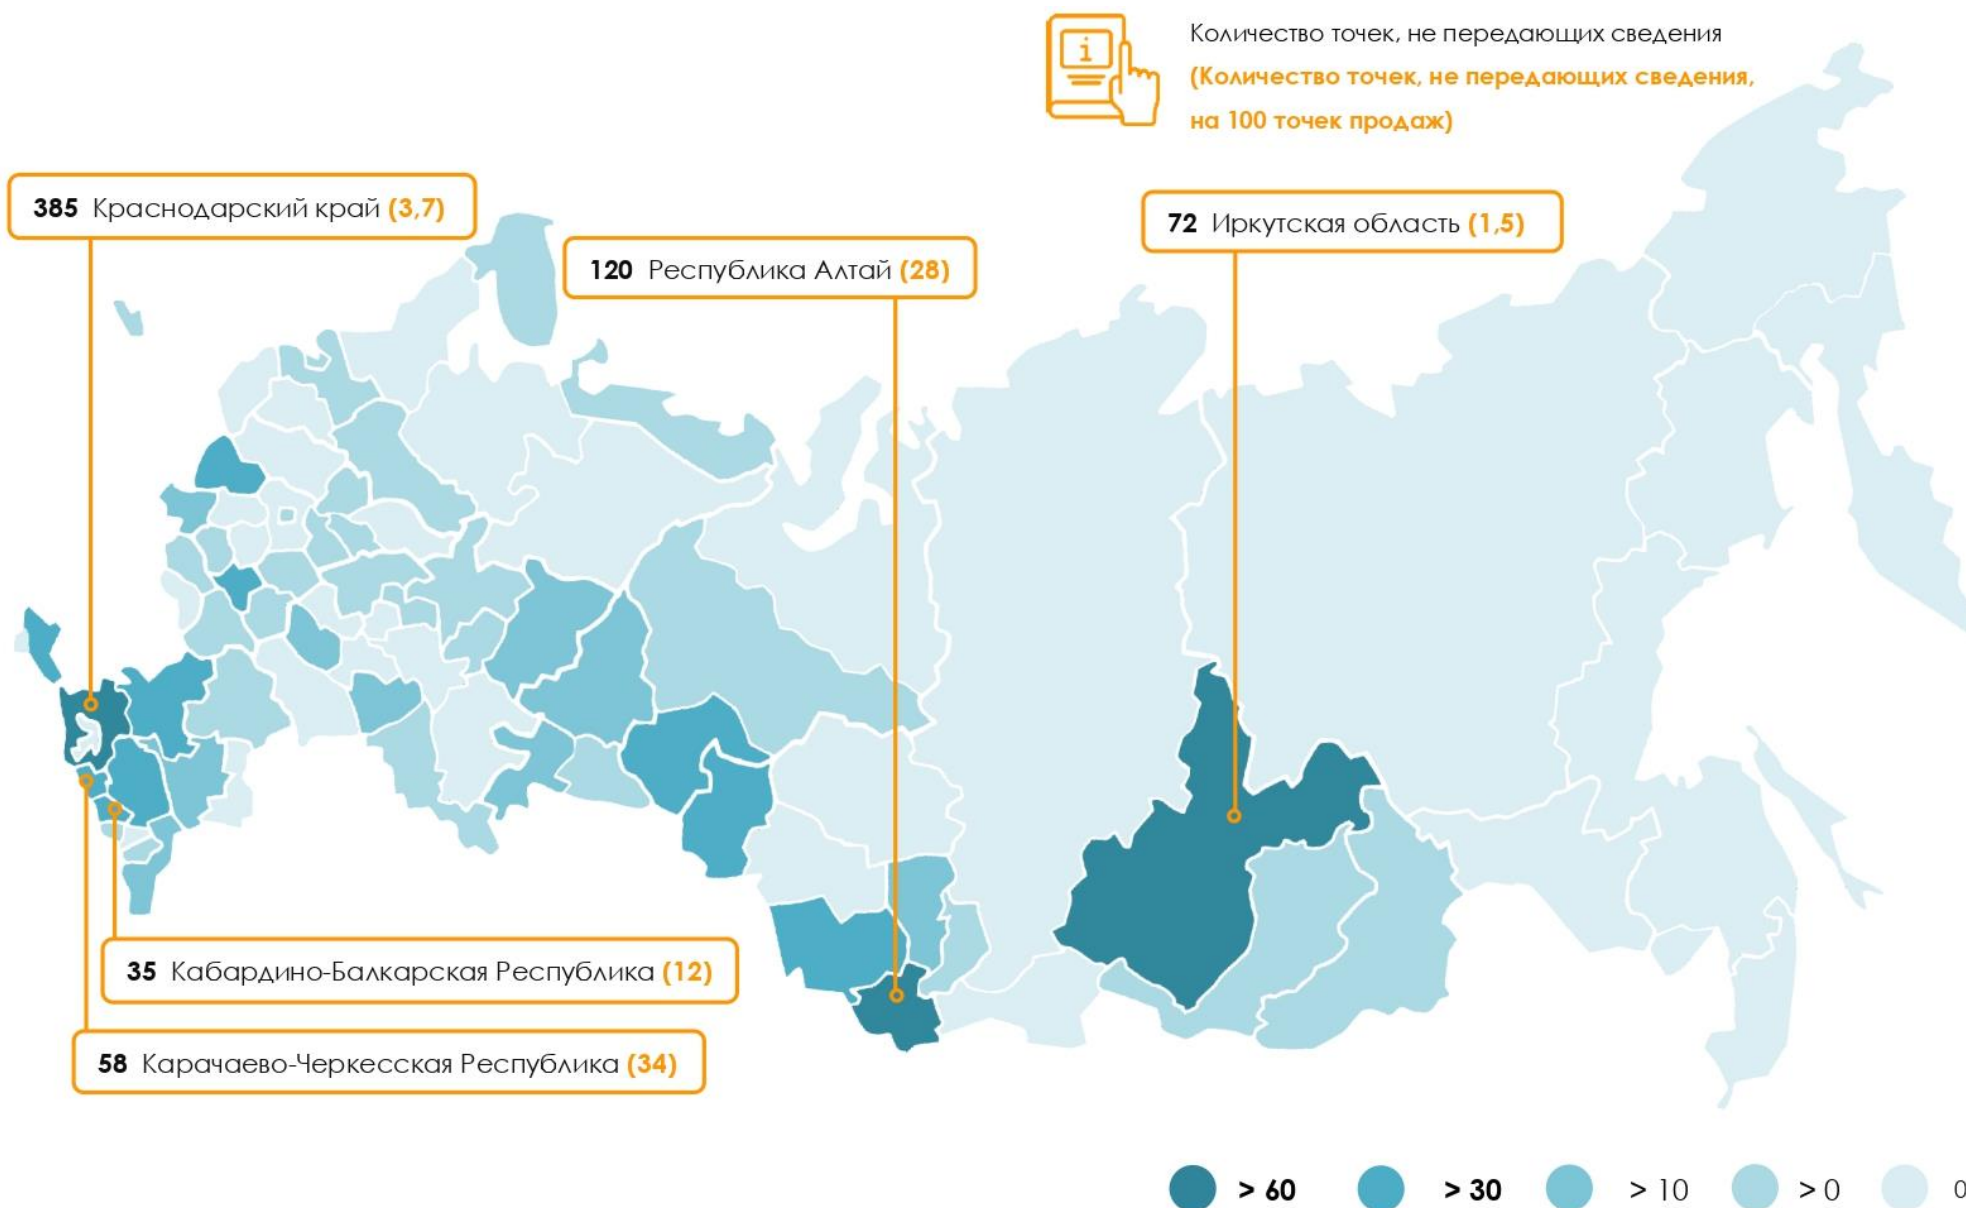 i
Количество точек, не передающих сведения
(Количество точек, не передающих сведения,
на 100 точек продаж)
385 Краснодарский край (3,7)
72 Иркутская область (1,5)
120 Республика Алтай (28)
35 Кабардино-Балкарская Республика (12)
58 Карачаево-Черкесская Республика (34)
> 60 > 30 > 10 > 0 0